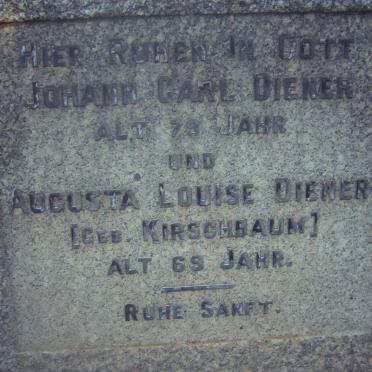 HIER RUHEN IN GOTT
JOHANN CARL DIENER
ALT 79 JAHR
UND
AUGUSTA LOUISE DIENER
[GEB. KIRSCHBAUM]
ALT 69 JAHR.
RUHE SANFT.